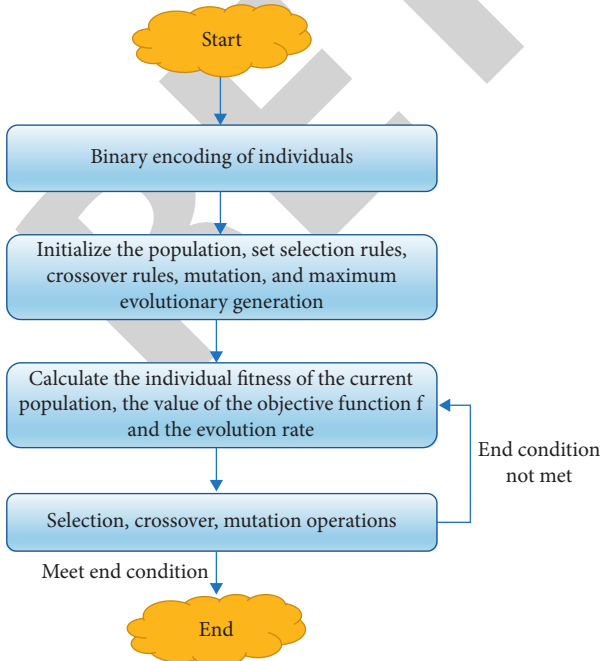 Start
Binary encoding of individuals
Initialize the population, set selection rules,
crossover rules, mutation, and maximum
evolutionary generation
Calculate the individual fitness of the current
population, the value of the objective function f
and the evolution rate
End condition
not met
Selection, crossover, mutation operations
Meet end condition
End